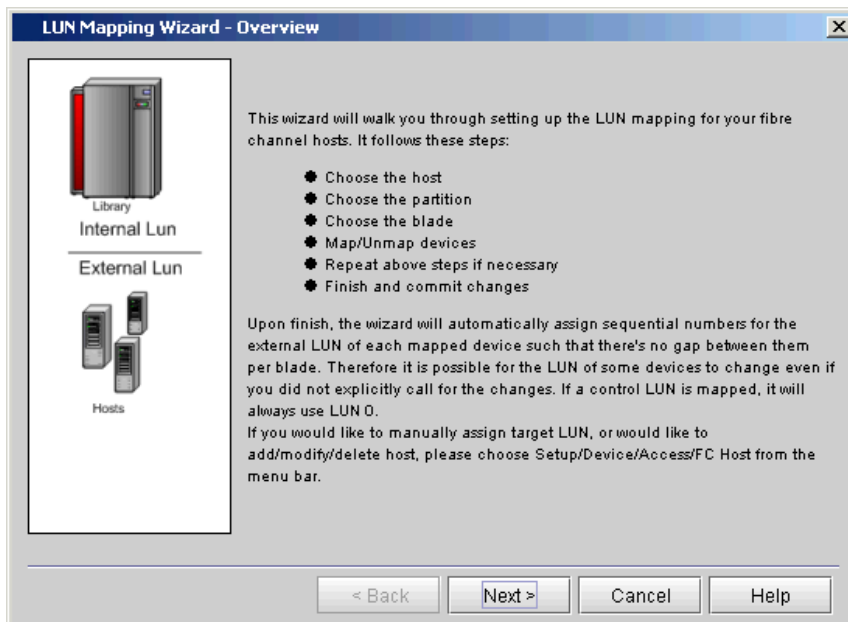 LUN Mapping Wizard - Overview
Library
Internal Lun
External Lun
Hosts
This wizard will walk you through setting up the LUN mapping for your fibre
channel hosts. It follows these steps:
Choose the host
Choose the partition
Choose the blade
Map/Unmap devices
Repeat above steps if necessary
Finish and commit changes
Upon finish, the wizard will automatically assign sequential numbers for the
external LUN of each mapped device such that there's no gap between them
per blade. Therefore it is possible for the LUN of some devices to change even if
you did not explicitly call for the changes. If a control LUN is mapped, it will
always use LUN 0.
If you would like to manually assign target LUN, or would like to
add/modify/delete host, please choose Setup/Device/Access/FC Host from the
menu bar.
< Back
Next >
Cancel
Help